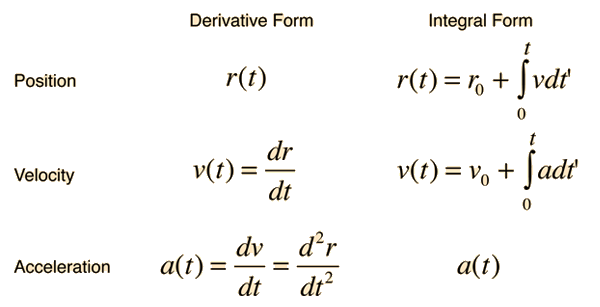 Derivative Form Integral Form
Position r(t) r(t) = r₀ + ∫₀ᵗ vdt'
Velocity v(t) = dr/dt v(t) = v₀ + ∫₀ᵗ adt'
Acceleration a(t) = dv/dt = d²r/dt² a(t)